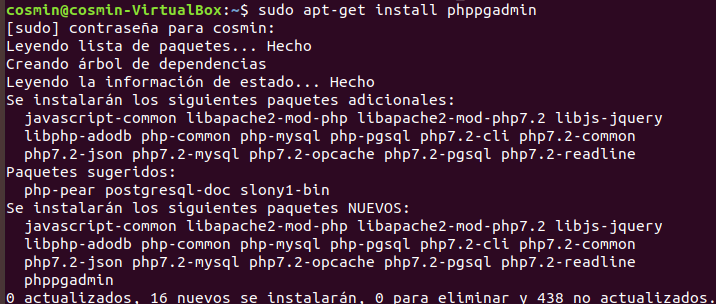 cosmin@cosmin-VirtualBox:~$ sudo apt-get install phppgadmin
[sudo] contraseña para cosmin:
Leyendo lista de paquetes... Hecho
Creando árbol de dependencias
Leyendo la información de estado... Hecho
Se instalarán los siguientes paquetes adicionales:
  javascript-common libapache2-mod-php libapache2-mod-php7.2 libjs-jquery
  libphp-adodb php-common php-mysql php-pgsql php7.2-cli php7.2-common
  php7.2-json php7.2-mysql php7.2-opcache php7.2-pgsql php7.2-readline
Paquetes sugeridos:
  php-pear postgresql-doc slony1-bin
Se instalarán los siguientes paquetes NUEVOS:
  javascript-common libapache2-mod-php libapache2-mod-php7.2 libjs-jquery
  libphp-adodb php-common php-mysql php-pgsql php7.2-cli php7.2-common
  php7.2-json php7.2-mysql php7.2-opcache php7.2-pgsql php7.2-readline
  phppgadmin
0 actualizados, 16 nuevos se instalarán, 0 para eliminar y 438 no actualizados.